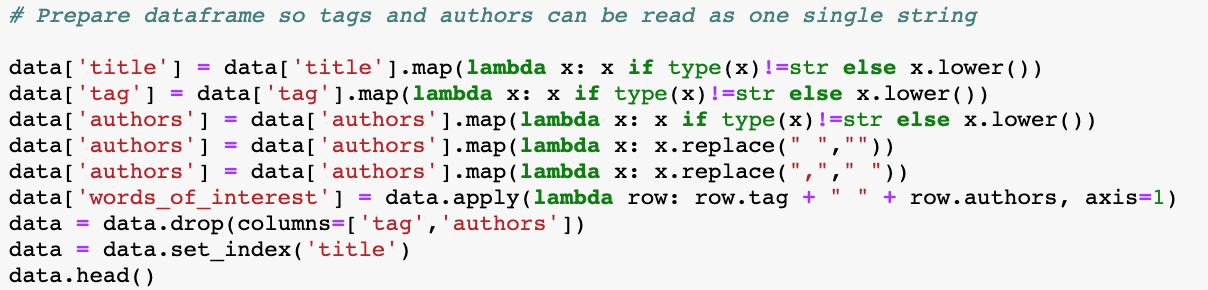 # Prepare dataframe so tags and authors can be read as one single string
data['title'] = data['title'].map(lambda x: x if type(x)!=str else x.lower())
data['tag'] = data['tag'].map(lambda x: x if type(x)!=str else x.lower())
data['authors'] = data['authors'].map(lambda x: x if type(x)!=str else x.lower())
data['authors'] = data['authors'].map(lambda x: x.replace(" ",""))
data['authors'] = data['authors'].map(lambda x: x.replace(","," "))
data['words_of_interest'] = data.apply(lambda row: row.tag + " " + row.authors, axis=1)
data = data.drop(columns=['tag','authors'])
data = data.set_index('title')
data.head()